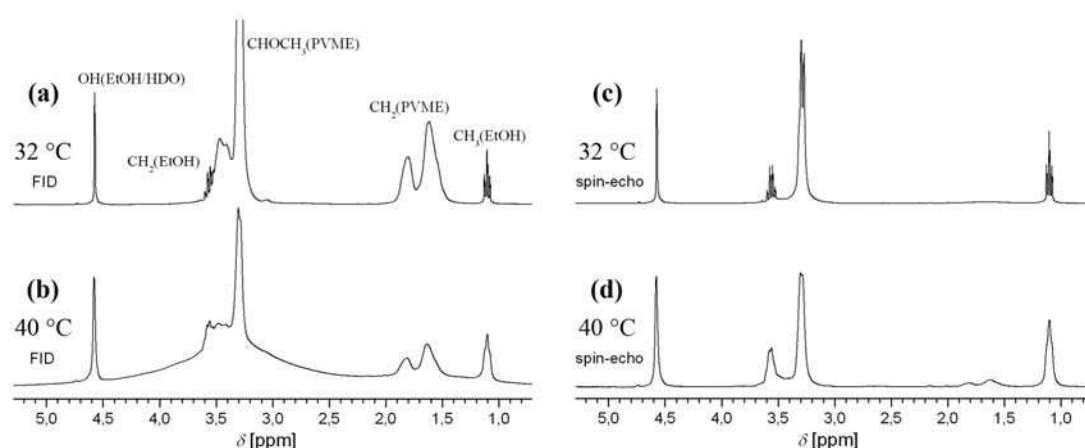 (a)
32 °C
FID
OH(EtOH/HDO)
CH₂(EtOH)
CHOCH₃(PVME)
CH₂(PVME)
CH₃(EtOH)
(b)
40 °C
FID
5,0 4,5 4,0 3,5 3,0 2,5 2,0 1,5 1,0
δ [ppm]
(c)
32 °C
spin-echo
(d)
40 °C
spin-echo
5,0 4,5 4,0 3,5 3,0 2,5 2,0 1,5 1,0
δ [ppm]